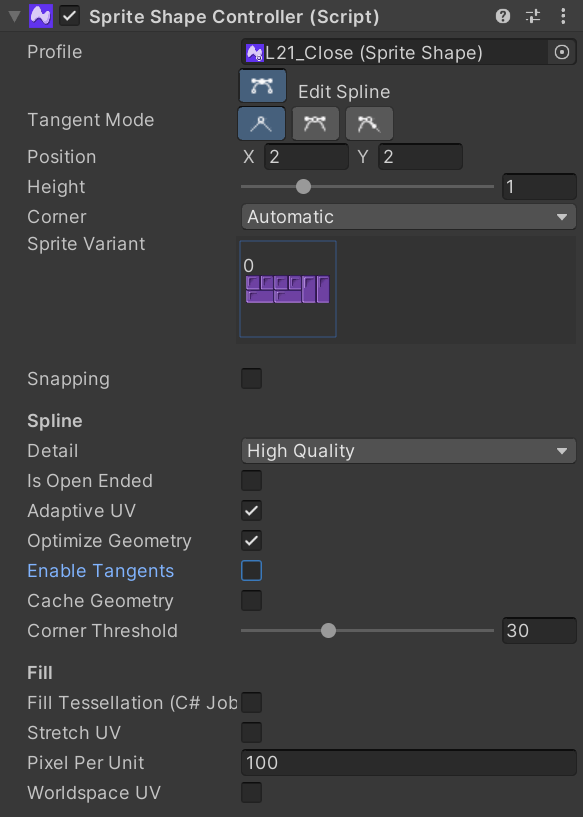 Sprite Shape Controller (Script)
Profile
L21_Close (Sprite Shape)
Edit Spline
Tangent Mode
Position X 2 Y 2
Height 1
Corner Automatic
Sprite Variant
0
Snapping
Spline
Detail High Quality
Is Open Ended
Adaptive UV
Optimize Geometry
Enable Tangents
Cache Geometry
Corner Threshold 30
Fill
Fill Tessellation (C# Job
Stretch UV
Pixel Per Unit 100
Worldspace UV